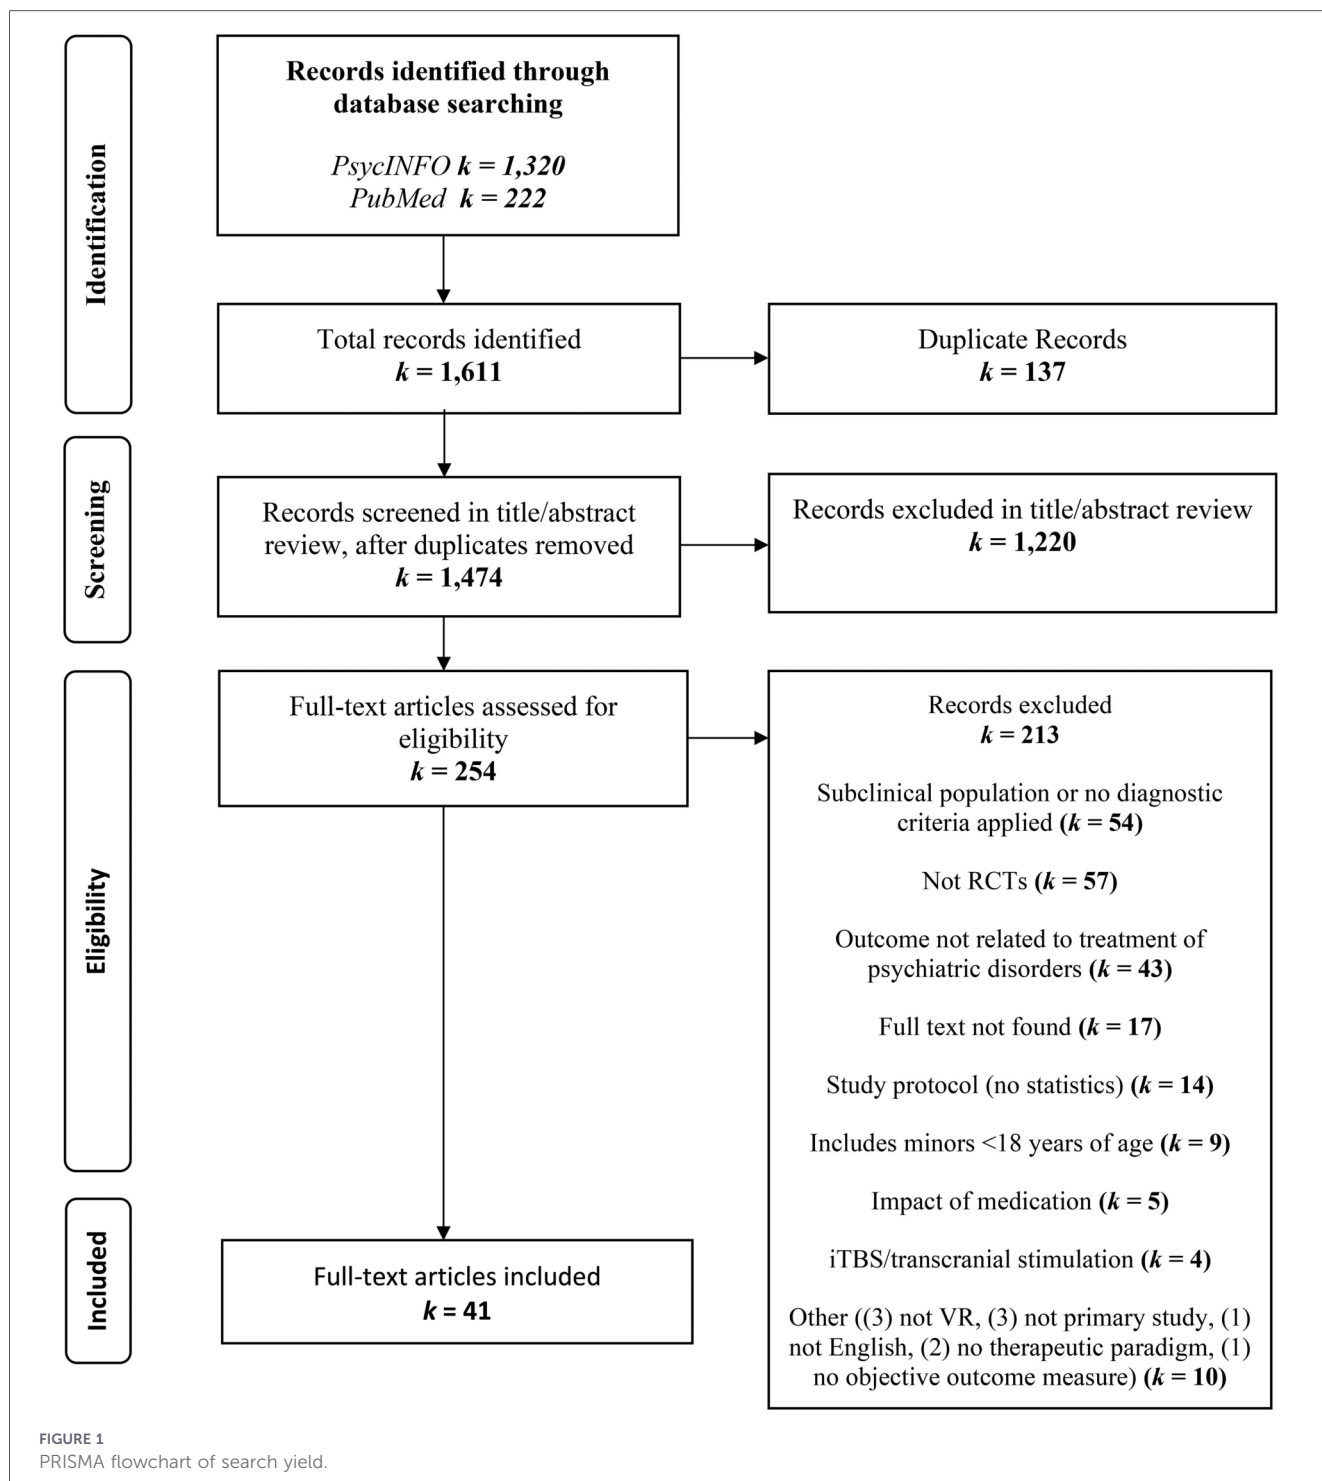 Identification
Records identified through
database searching
PsycINFO k = 1,320
PubMed k = 222
Total records identified
k = 1,611
Duplicate Records
k = 137
Screening
Records screened in title/abstract
review, after duplicates removed
k = 1,474
Records excluded in title/abstract review
k = 1,220
Eligibility
Full-text articles assessed for
eligibility
k = 254
Records excluded
k = 213
Subclinical population or no diagnostic
criteria applied (k = 54)
Not RCTs (k = 57)
Outcome not related to treatment of
psychiatric disorders (k = 43)
Full text not found (k = 17)
Study protocol (no statistics) (k = 14)
Includes minors <18 years of age (k = 9)
Impact of medication (k = 5)
iTBS/transcranial stimulation (k = 4)
Other ((3) not VR, (3) not primary study, (1)
not English, (2) no therapeutic paradigm, (1)
no objective outcome measure) (k = 10)
Included
Full-text articles included
k = 41
FIGURE 1
PRISMA flowchart of search yield.